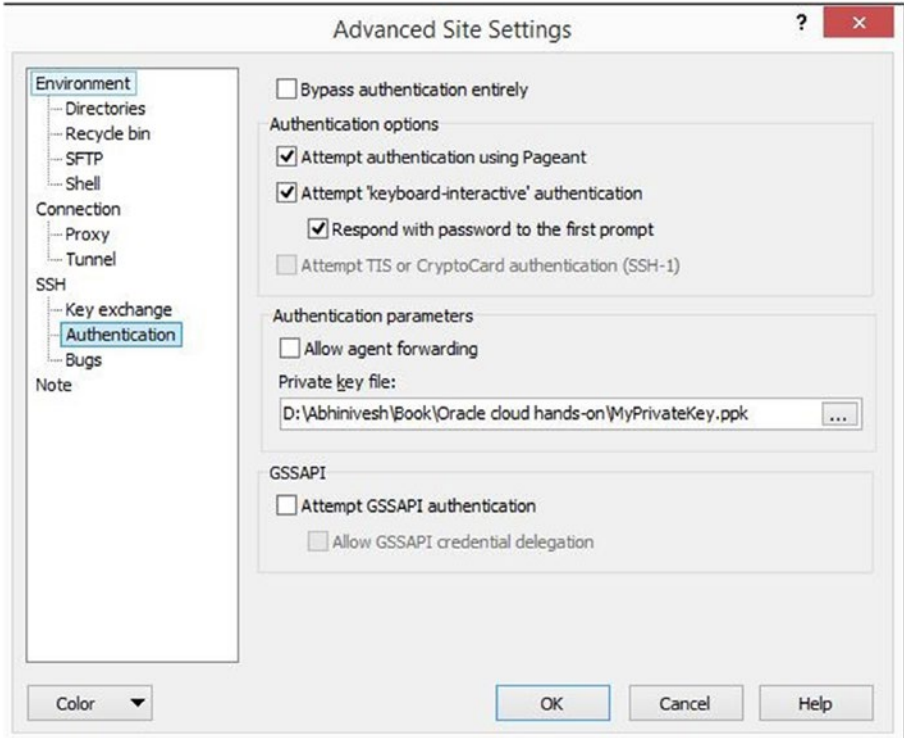 Advanced Site Settings
?
Environment
Directories
Recycle bin
SFTP
Shell
Connection
Proxy
Tunnel
SSH
Key exchange
Authentication
Bugs
Note
Bypass authentication entirely
Authentication options
Attempt authentication using Pageant
Attempt 'keyboard-interactive' authentication
Respond with password to the first prompt
Attempt TIS or CryptoCard authentication (SSH-1)
Authentication parameters
Allow agent forwarding
Private key file:
D:\Abhinivesh\Book\Oracle cloud hands-on\MyPrivateKey.ppk
...
GSSAPI
Attempt GSSAPI authentication
Allow GSSAPI credential delegation
Color
OK
Cancel
Help